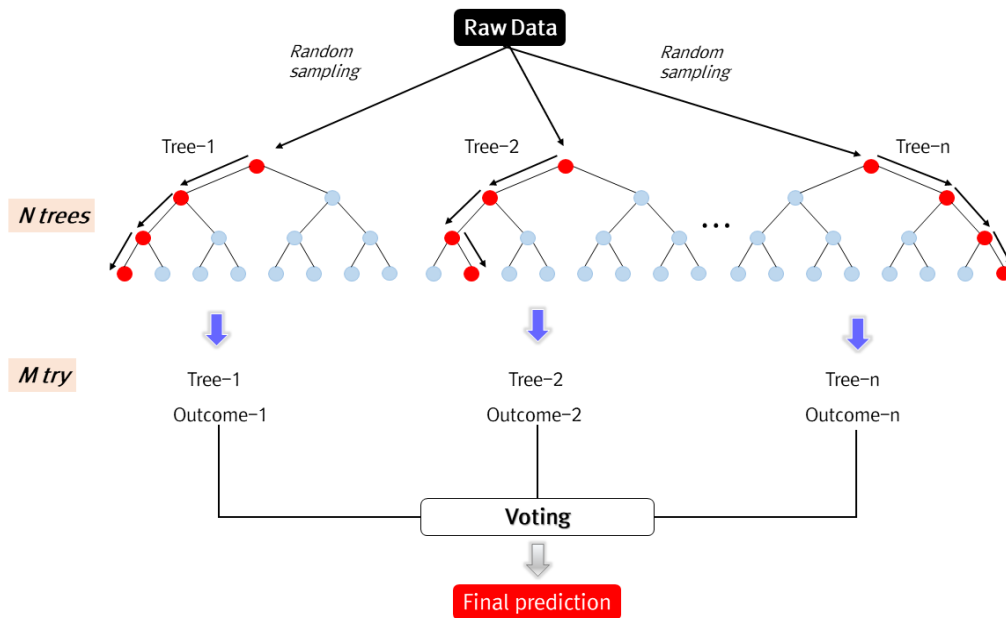 Raw Data
Random
sampling
Random
sampling
Tree-1
Tree-2
Tree-n
N trees
...
M try
Tree-1
Tree-2
Tree-n
Outcome-1
Outcome-2
Outcome-n
Voting
Final prediction